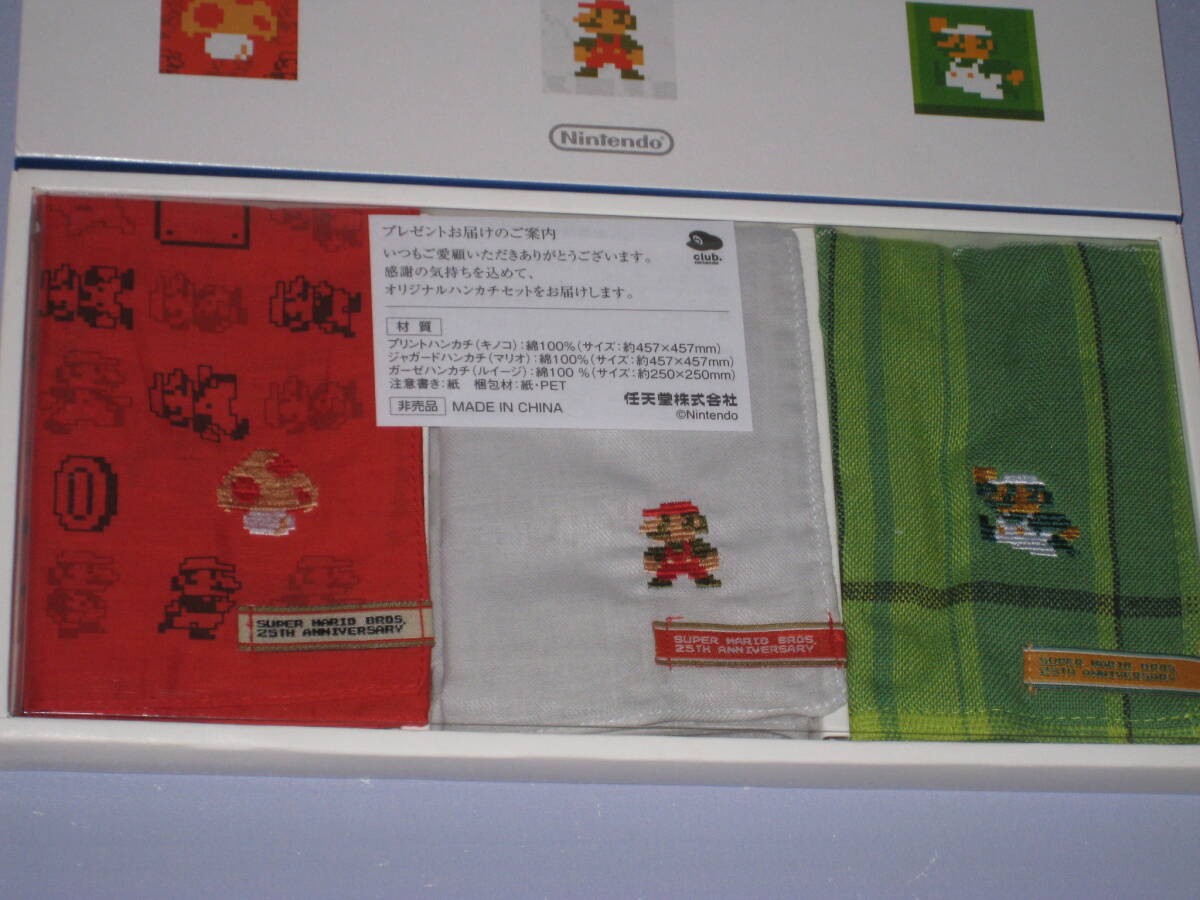 Nintendo
プレゼントお届けのご案内
いつもご愛顧いただきありがとうございます。
感謝の気持ちを込めて、
オリジナルハンカチセットをお届けします。
club.
nintendo
材質
プリントハンカチ(キノコ):綿100%(サイズ:約457×457mm)
ジャガードハンカチ(マリオ):綿100%(サイズ:約457×457mm)
ガーゼハンカチ(ルイージ):綿100 %(サイズ:約250×250mm)
注意書き:紙 梱包材:紙・PET
非売品 MADE IN CHINA
任天堂株式会社
©Nintendo
SUPER MARIO BROS.
25TH ANNIVERSARY
SUPER MARIO BROS.
25TH ANNIVERSARY
SUPER MARIO BROS
25TH ANNIVERSARY